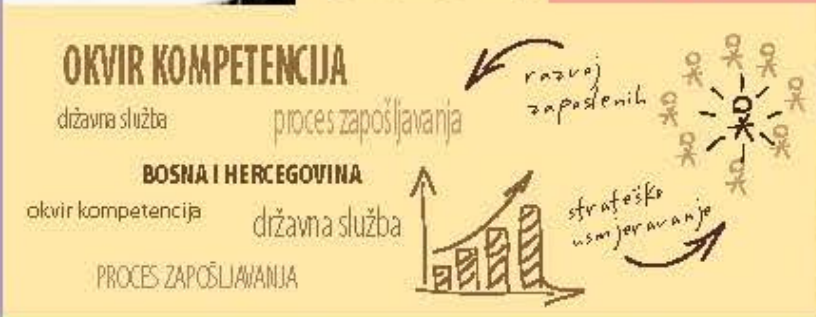 OKVIR KOMPETENCIJA
razvoj
zaposlenih
državna služba
proces zapošljavanja
BOSNA I HERCEGOVINA
okvir kompetencija
državna služba
strateško
usmjeravanje
PROCES ZAPOŠLJAVANJA